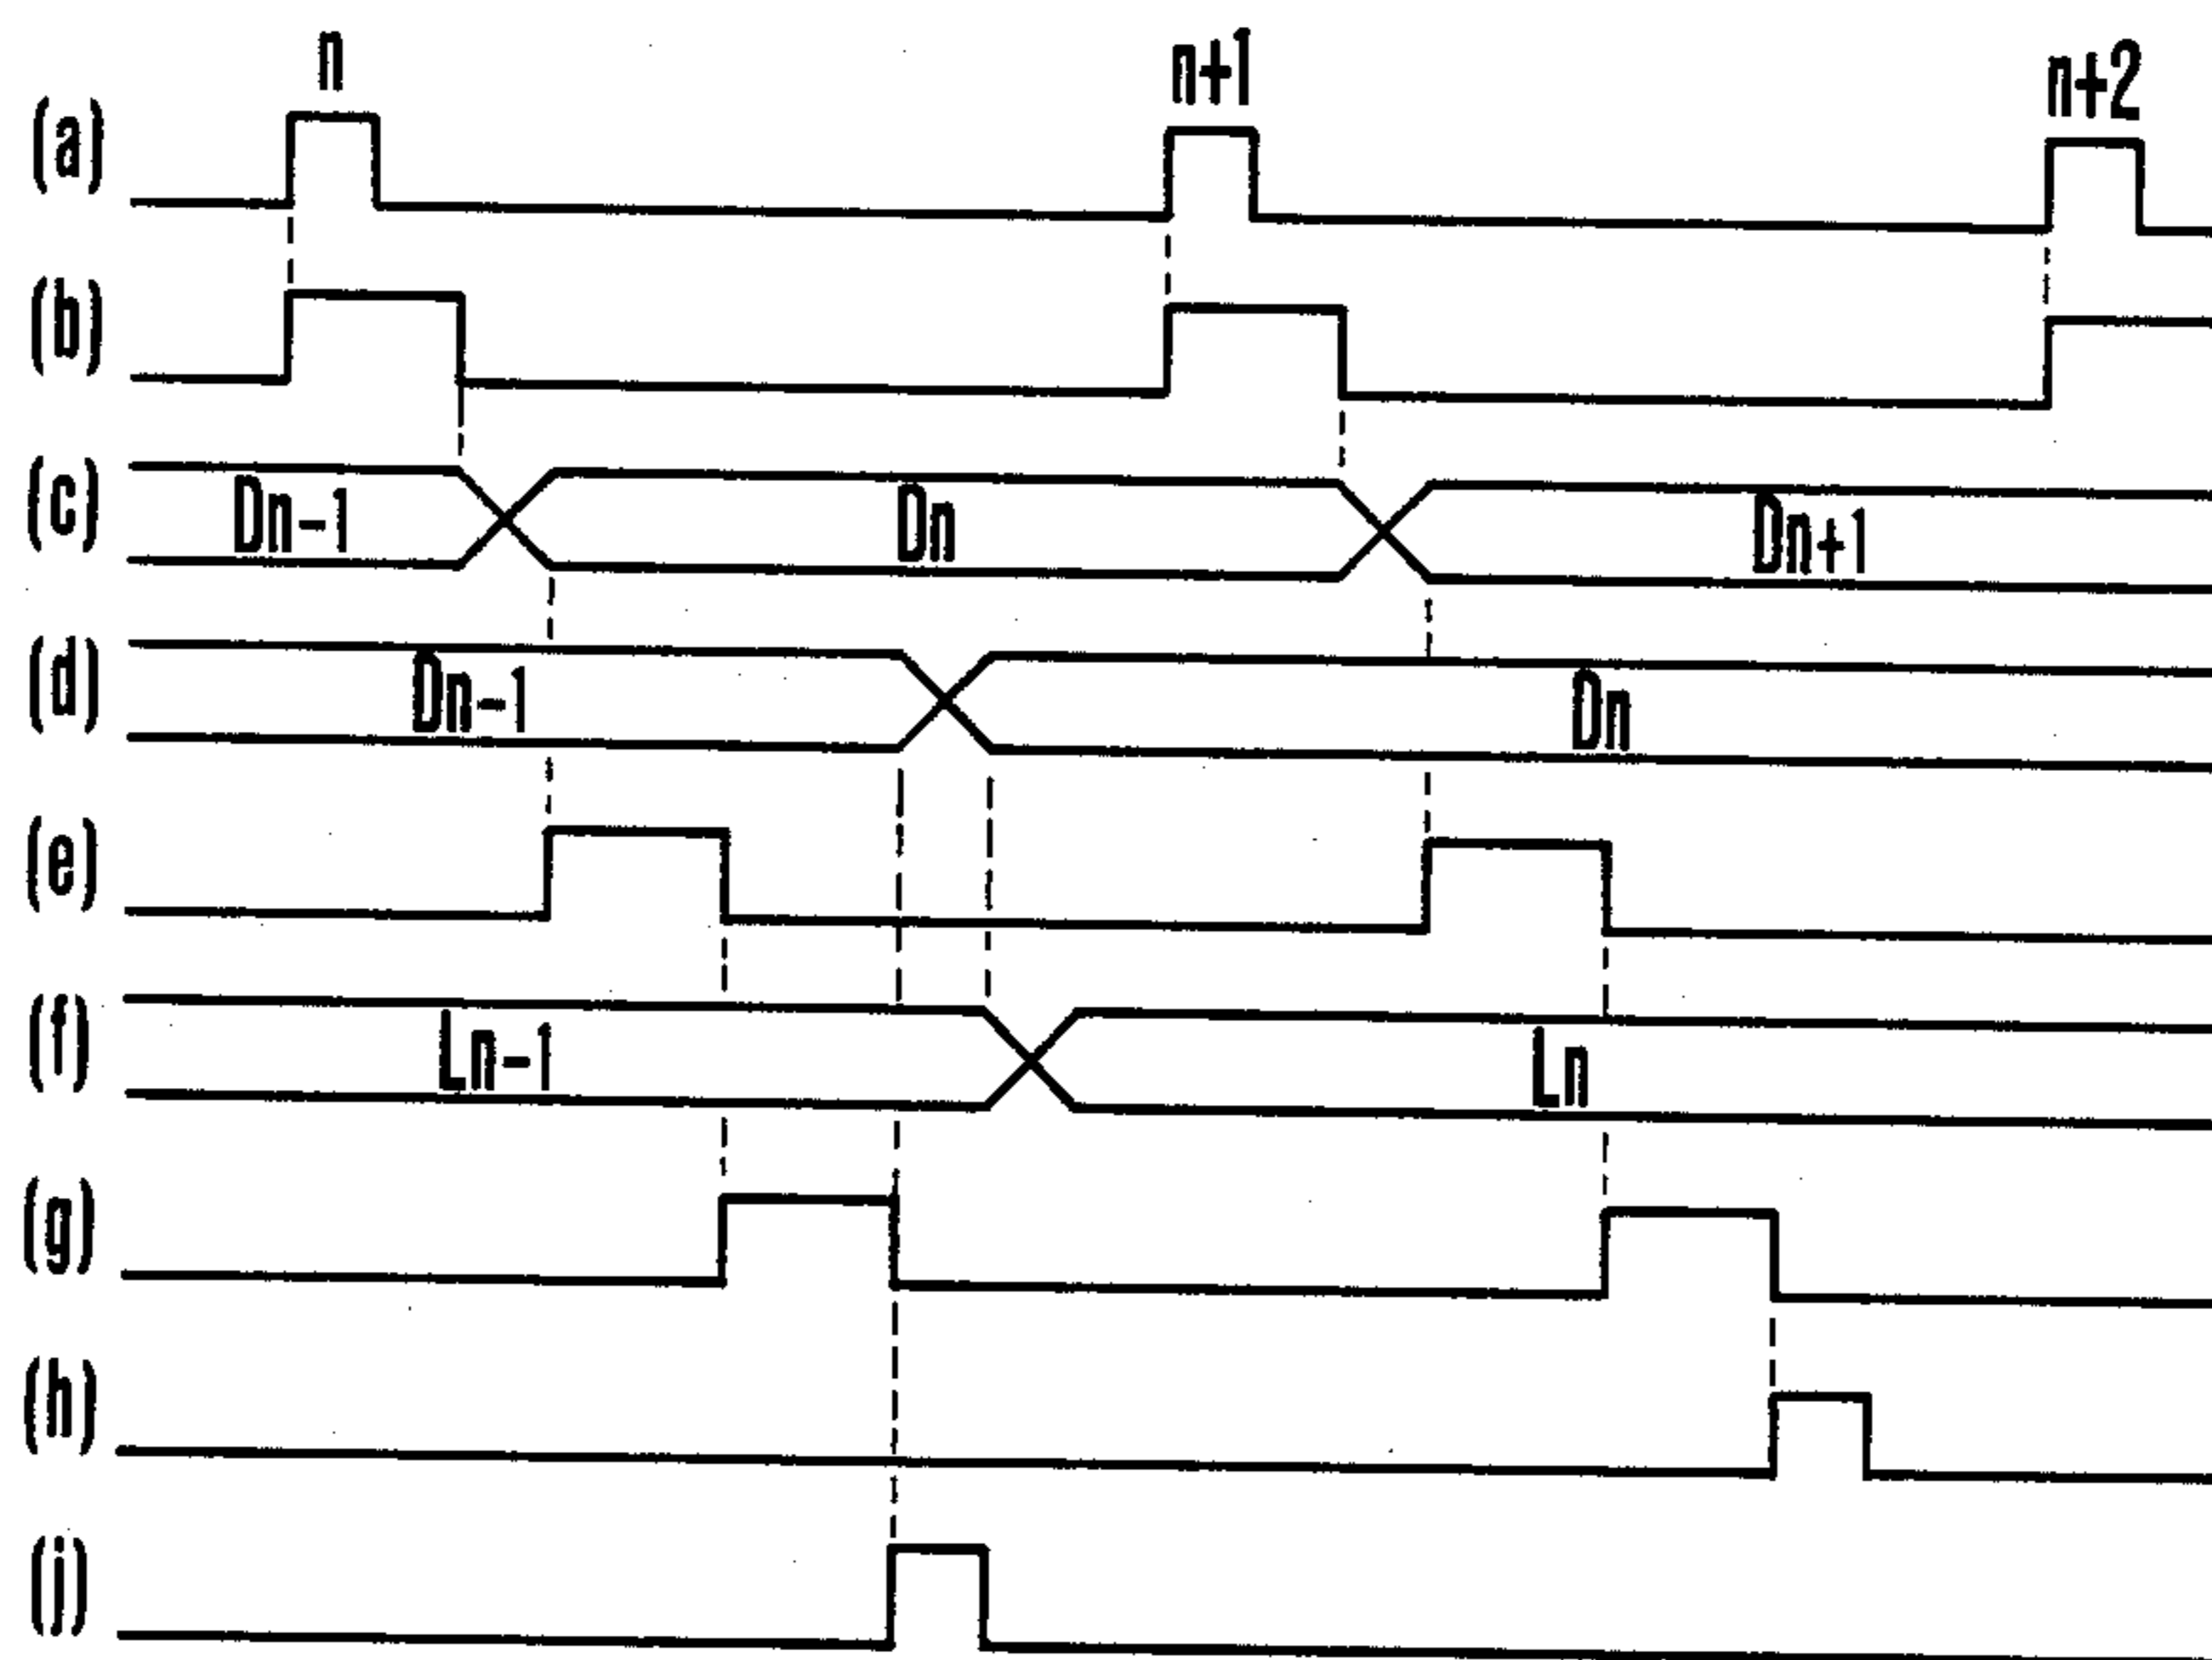 n n+1 n+2
(a)
(b)
(c) Dn-1 Dn Dn+1
(d) Dn-1 Dn
(e)
(f) Ln-1 Ln
(g)
(h)
(j)